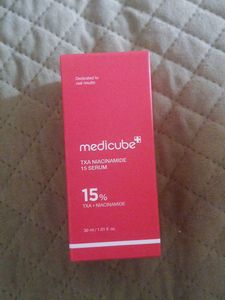 Dedicated to
real results
medicube
TXA NIACINAMIDE
15 SERUM
15%
TXA + NIACINAMIDE
30 ml / 1.01 fl. oz.